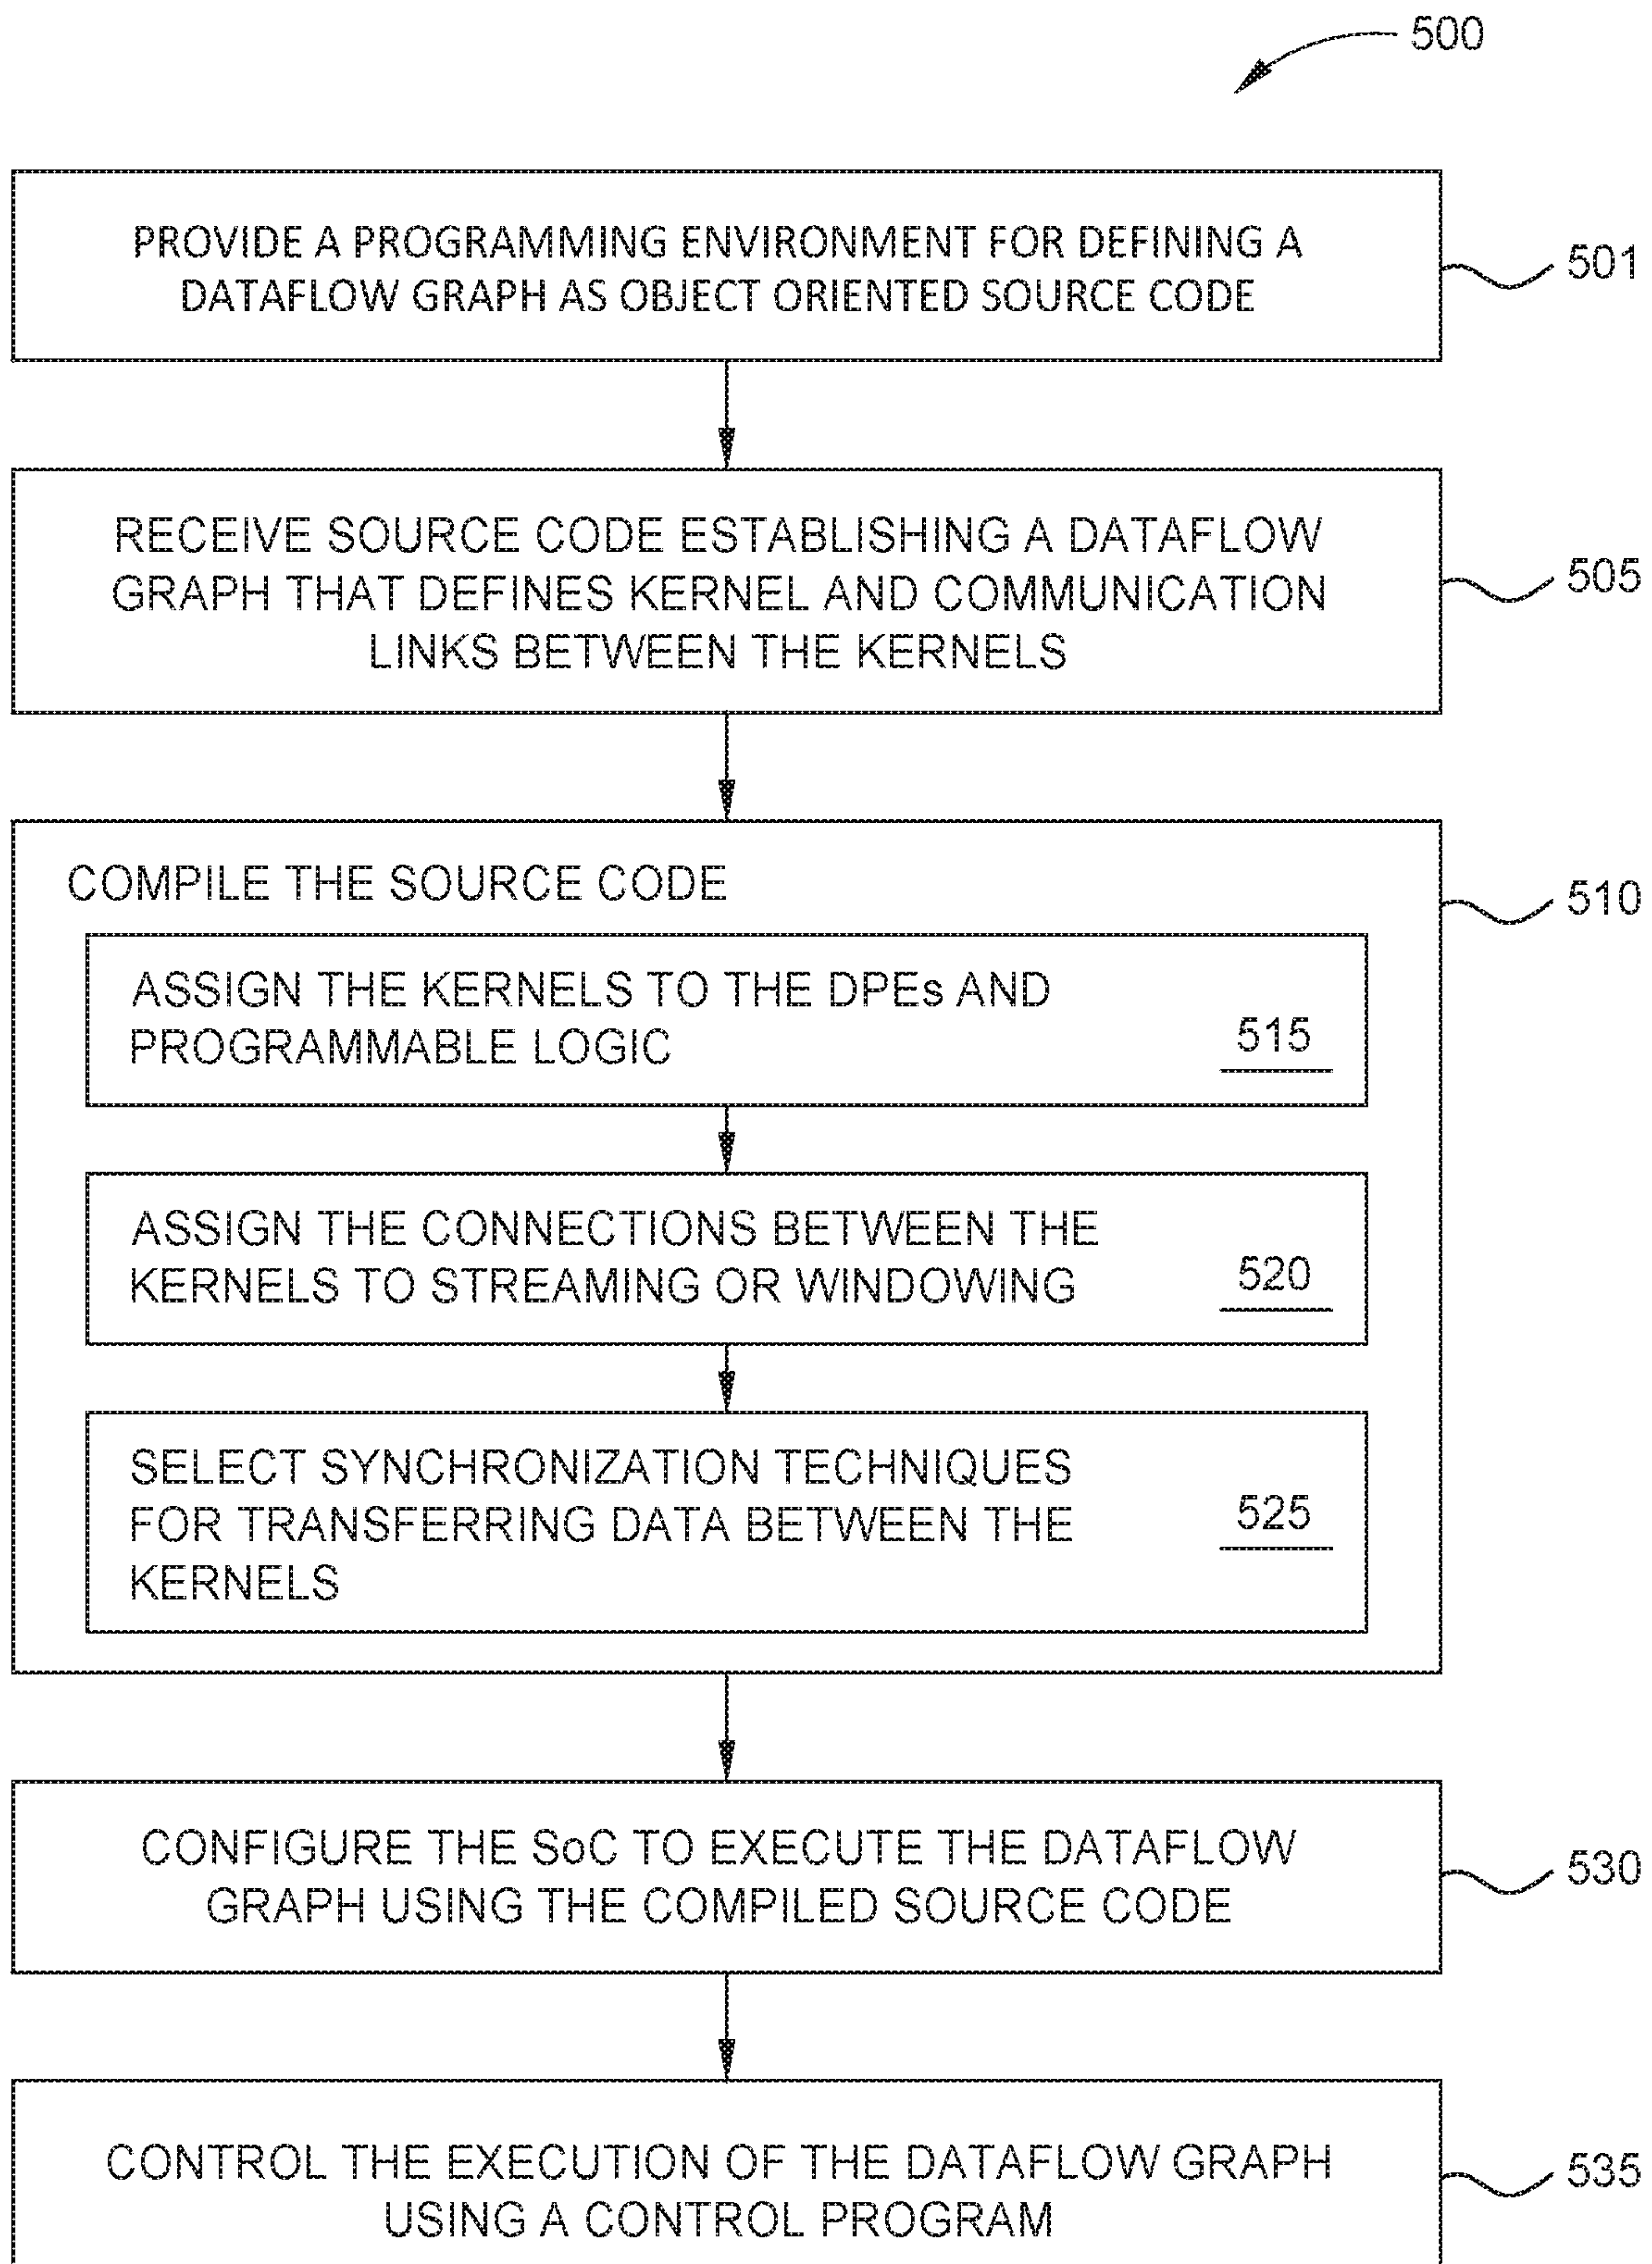 500
PROVIDE A PROGRAMMING ENVIRONMENT FOR DEFINING A
DATAFLOW GRAPH AS OBJECT ORIENTED SOURCE CODE
501
RECEIVE SOURCE CODE ESTABLISHING A DATAFLOW
GRAPH THAT DEFINES KERNEL AND COMMUNICATION
LINKS BETWEEN THE KERNELS
505
COMPILE THE SOURCE CODE
510
ASSIGN THE KERNELS TO THE DPEs AND
PROGRAMMABLE LOGIC
515
ASSIGN THE CONNECTIONS BETWEEN THE
KERNELS TO STREAMING OR WINDOWING
520
SELECT SYNCHRONIZATION TECHNIQUES
FOR TRANSFERRING DATA BETWEEN THE
KERNELS
525
CONFIGURE THE SoC TO EXECUTE THE DATAFLOW
GRAPH USING THE COMPILED SOURCE CODE
530
CONTROL THE EXECUTION OF THE DATAFLOW GRAPH
USING A CONTROL PROGRAM
535